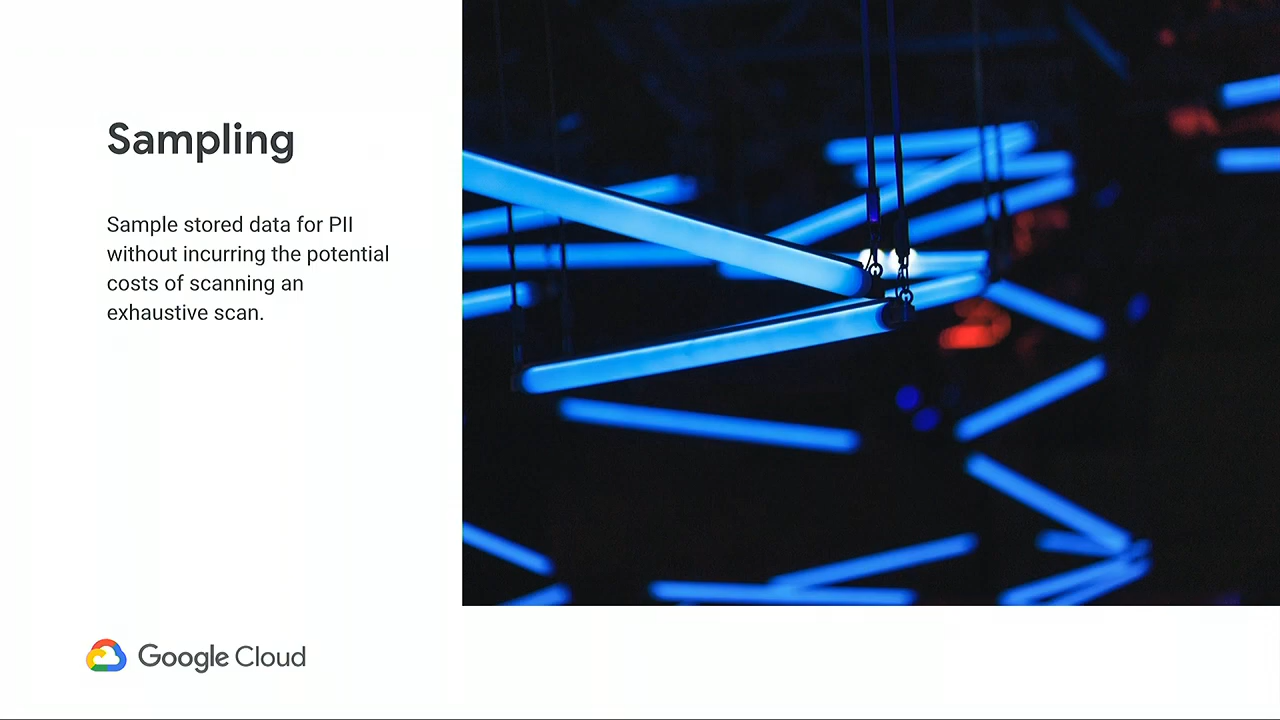 Sampling
Sample stored data for PII
without incurring the potential
costs of scanning an
exhaustive scan.
Google Cloud